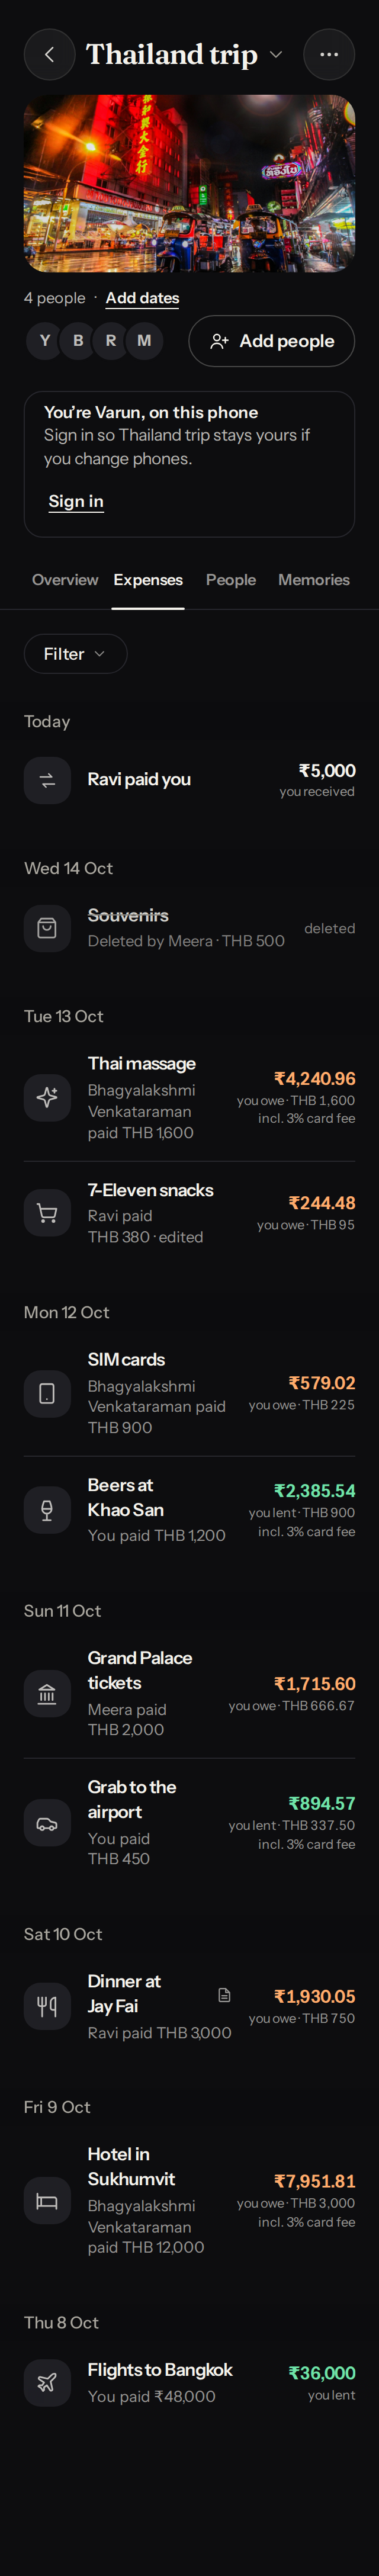 Thailand trip
4 people · Add dates
Y B R M
Add people
You're Varun, on this phone
Sign in so Thailand trip stays yours if
you change phones.
Sign in
Overview Expenses People Memories
Filter
Today
Ravi paid you
₹5,000
you received
Wed 14 Oct
Souvenirs
Deleted by Meera · THB 500
deleted
Tue 13 Oct
Thai massage
Bhagyalakshmi
Venkataraman
paid THB 1,600
₹4,240.96
you owe · THB 1,600
incl. 3% card fee
7-Eleven snacks
Ravi paid
THB 380 · edited
₹244.48
you owe · THB 95
Mon 12 Oct
SIM cards
Bhagyalakshmi
Venkataraman paid
THB 900
₹579.02
you owe · THB 225
Beers at
Khao San
You paid THB 1,200
₹2,385.54
you lent · THB 900
incl. 3% card fee
Sun 11 Oct
Grand Palace
tickets
Meera paid
THB 2,000
₹1,715.60
you owe · THB 666.67
Grab to the
airport
You paid
THB 450
₹894.57
you lent · THB 337.50
incl. 3% card fee
Sat 10 Oct
Dinner at
Jay Fai
Ravi paid THB 3,000
₹1,930.05
you owe · THB 750
Fri 9 Oct
Hotel in
Sukhumvit
Bhagyalakshmi
Venkataraman
paid THB 12,000
₹7,951.81
you owe · THB 3,000
incl. 3% card fee
Thu 8 Oct
Flights to Bangkok
You paid ₹48,000
₹36,000
you lent